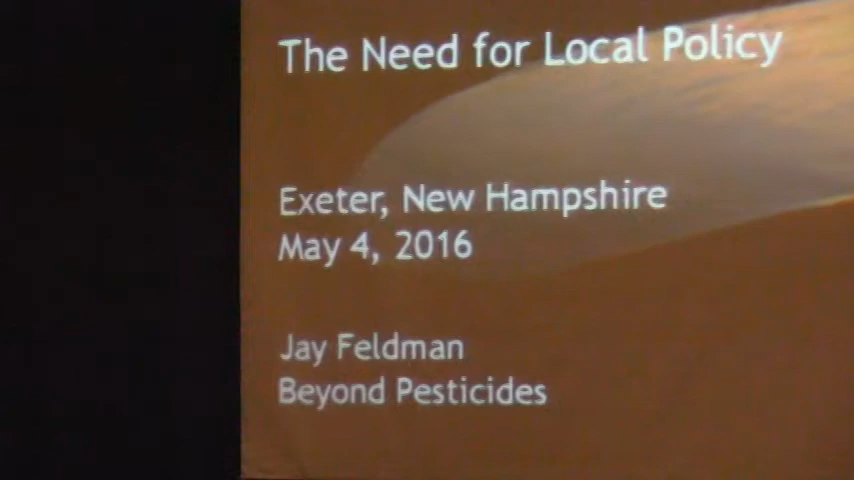 The Need for Local Policy
Exeter, New Hampshire
May 4, 2016
Jay Feldman
Beyond Pesticides